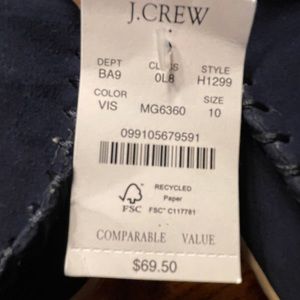 J.CREW
DEPT CLASS STYLE
BA9 0L8 H1299
COLOR SIZE
VIS MG6360 10
099105679591
RECYCLED
Paper
FSC FSC® C117781
COMPARABLE VALUE
$69.50